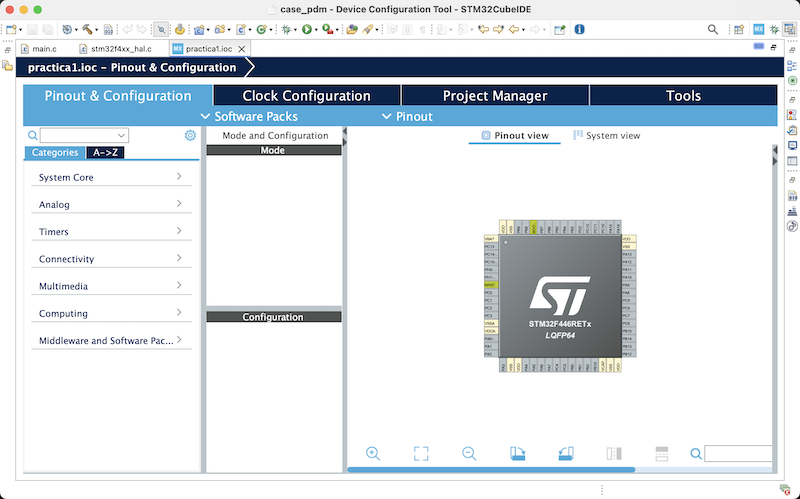 case_pdm - Device Configuration Tool - STM32CubeIDE
main.c
stm32f4xx_hal.c
MX practica1.ioc
practica1.ioc - Pinout & Configuration
Pinout & Configuration
Clock Configuration
Project Manager
Tools
Software Packs
Pinout
Mode and Configuration
Pinout view
System view
Categories
A->Z
Mode
System Core
Analog
Timers
Connectivity
Multimedia
Computing
Middleware and Software Pac...
Configuration
STM32F446RETx
LQFP64